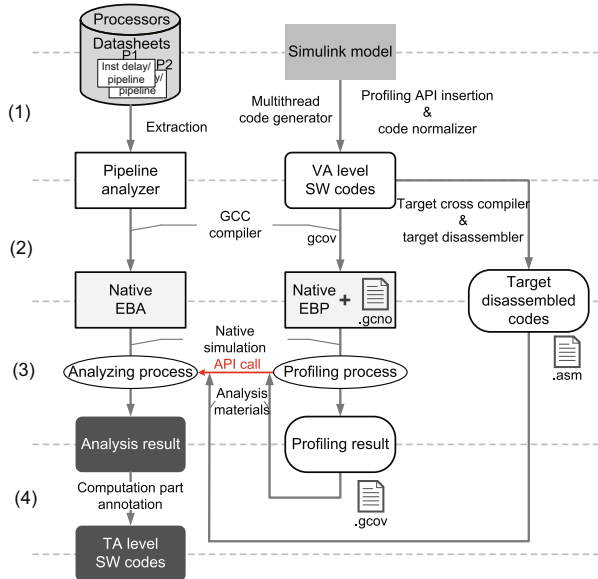 Processors
Datasheets
P1
Inst delay/
pipeline
P2
y/
pipeline
Simulink model
(1)
Extraction
Multithread
code generator
Profiling API insertion
&
code normalizer
Pipeline
analyzer
VA level
SW codes
GCC
compiler
gcov
Target cross compiler
&
target disassembler
(2)
Native
EBA
Native
EBP
+
.gcno
Target
disassembled
codes
.asm
Native
simulation
(3)
Analyzing process
API call
Profiling process
Analysis
materials
Analysis result
Profiling result
.gcov
(4)
Computation part
annotation
TA level
SW codes